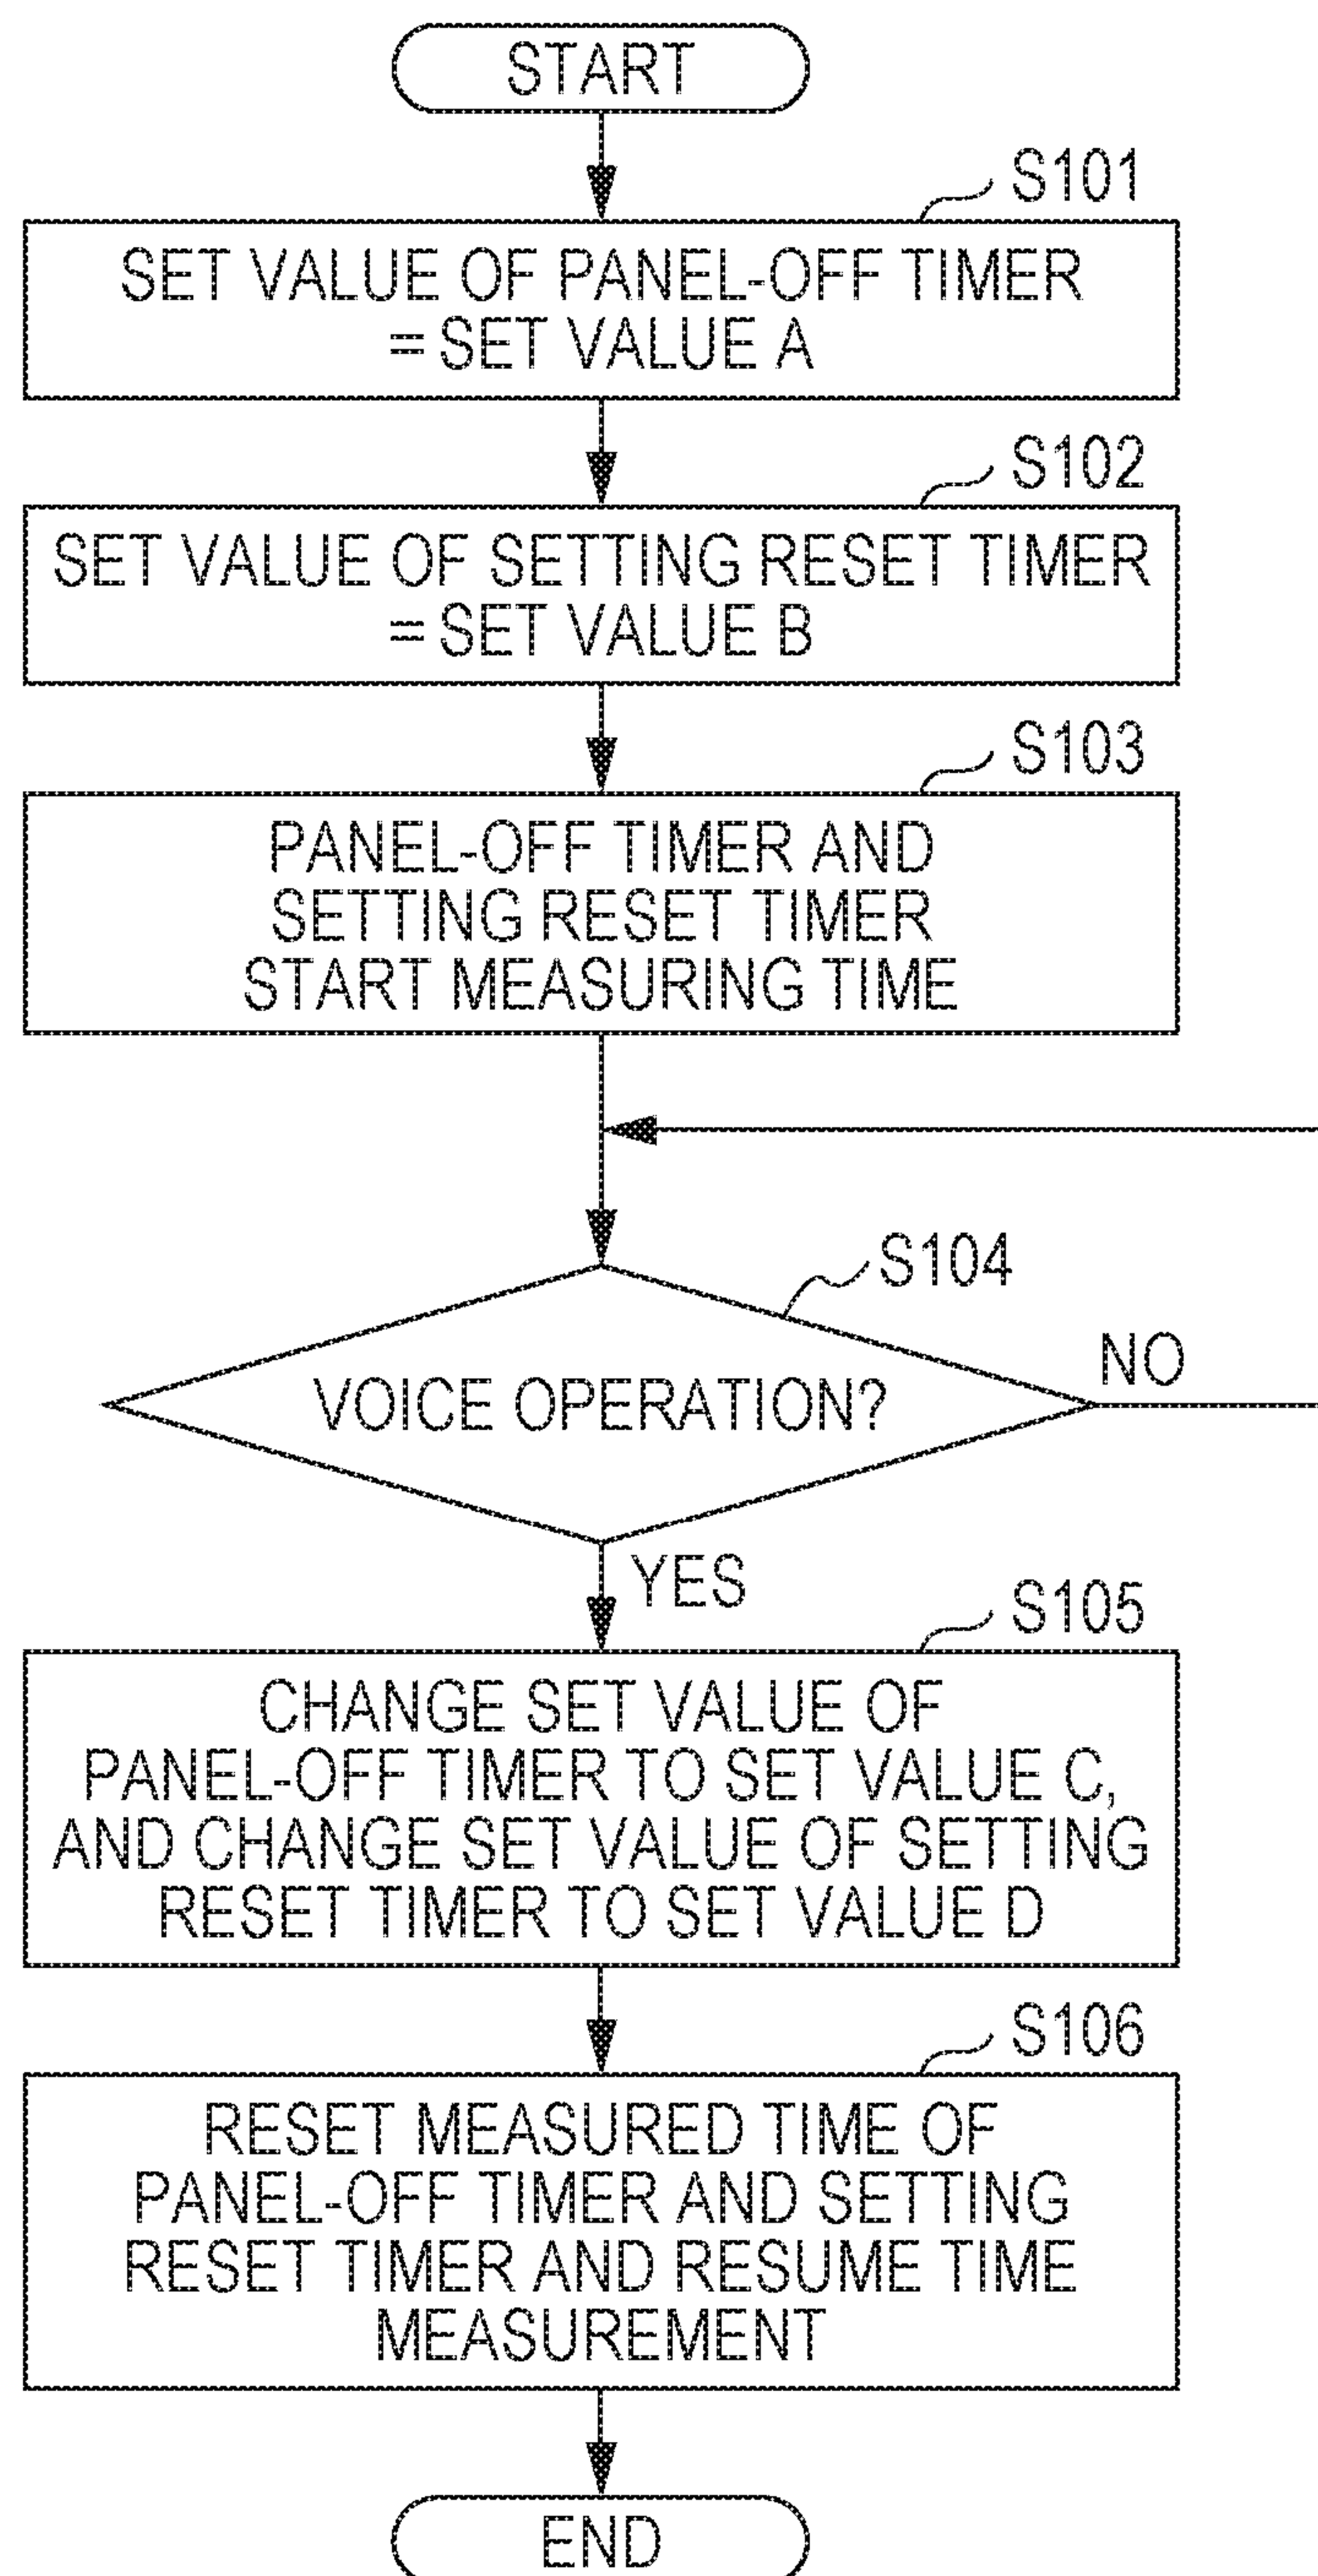 START
S101
SET VALUE OF PANEL-OFF TIMER
= SET VALUE A
S102
SET VALUE OF SETTING RESET TIMER
= SET VALUE B
S103
PANEL-OFF TIMER AND
SETTING RESET TIMER
START MEASURING TIME
S104
VOICE OPERATION?
NO
YES
S105
CHANGE SET VALUE OF
PANEL-OFF TIMER TO SET VALUE C,
AND CHANGE SET VALUE OF SETTING
RESET TIMER TO SET VALUE D
S106
RESET MEASURED TIME OF
PANEL-OFF TIMER AND SETTING
RESET TIMER AND RESUME TIME
MEASUREMENT
END